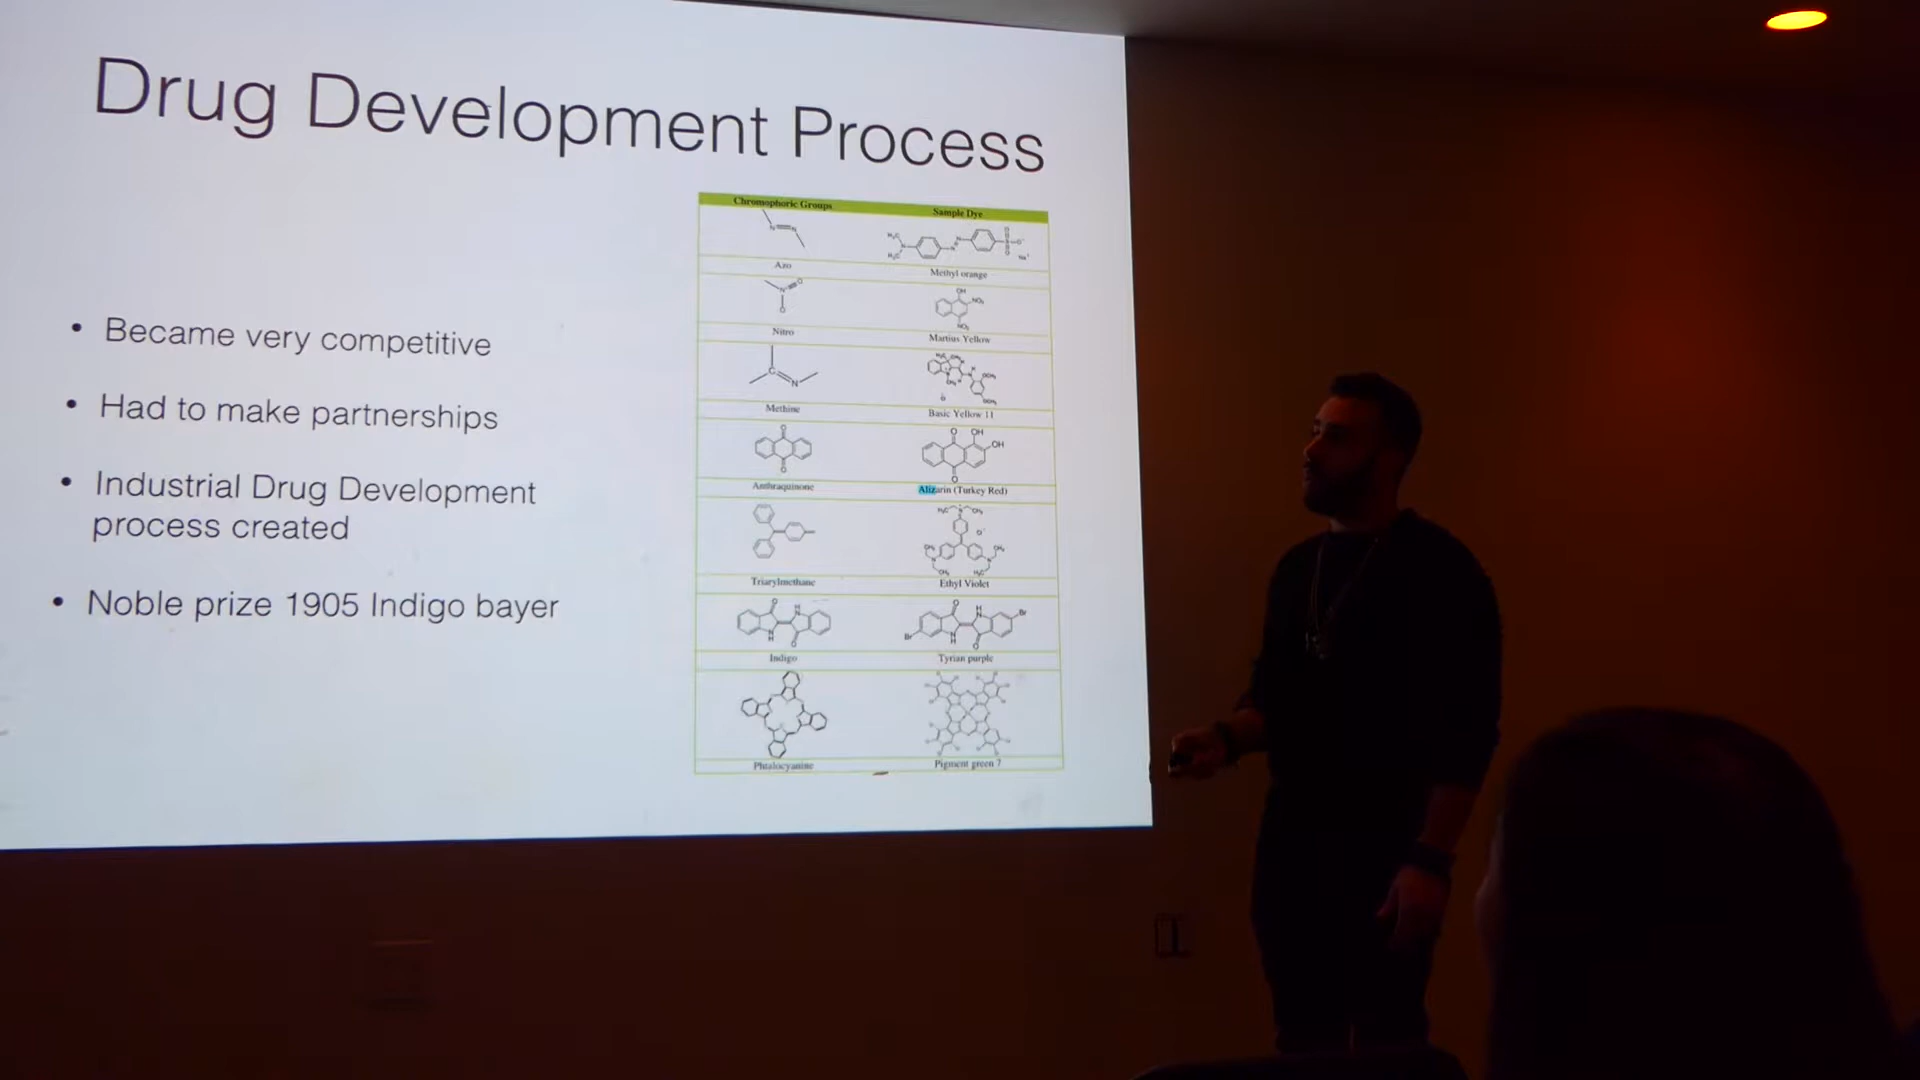 Drug Development Process
• Became very competitive
• Had to make partnerships
• Industrial Drug Development
process created
• Noble prize 1905 Indigo bayer
Chromophoric Groups Sample Dye
Azo Methyl orange
Nitro Martius Yellow
Methine Basic Yellow 11
Anthraquinone Alizarin (Turkey Red)
Triarylmethane Ethyl Violet
Indigo Tyrian purple
Phtalocyanine Pigment green 7